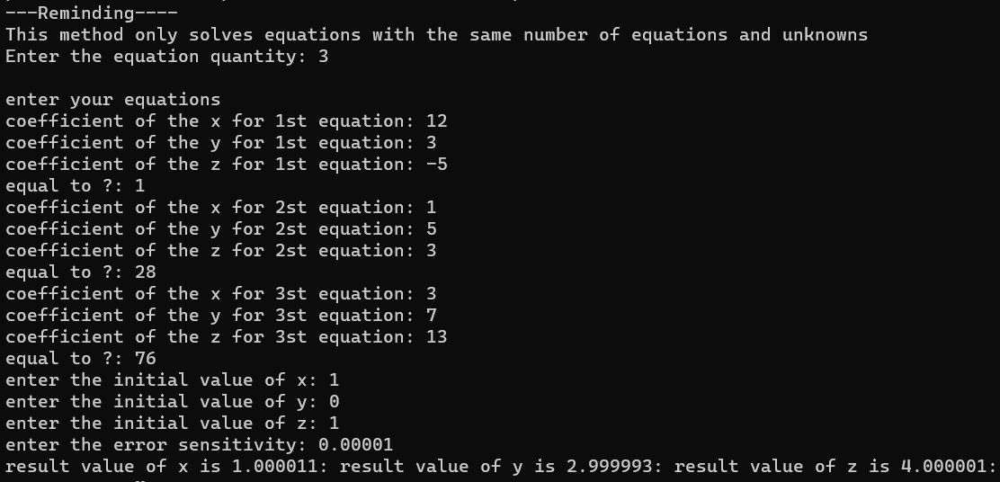 ---Reminding----
This method only solves equations with the same number of equations and unknowns
Enter the equation quantity: 3
enter your equations
coefficient of the x for 1st equation: 12
coefficient of the y for 1st equation: 3
coefficient of the z for 1st equation: -5
equal to ?: 1
coefficient of the x for 2st equation: 1
coefficient of the y for 2st equation: 5
coefficient of the z for 2st equation: 3
equal to ?: 28
coefficient of the x for 3st equation: 3
coefficient of the y for 3st equation: 7
coefficient of the z for 3st equation: 13
equal to ?: 76
enter the initial value of x: 1
enter the initial value of y: 0
enter the initial value of z: 1
enter the error sensitivity: 0.00001
result value of x is 1.000011: result value of y is 2.999993: result value of z is 4.000001: